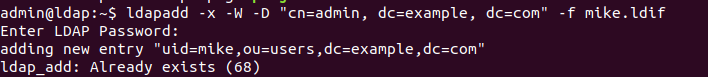 admin@ldap:~$ ldapadd -x -W -D "cn=admin, dc=example, dc=com" -f mike.ldif
Enter LDAP Password:
adding new entry "uid=mike,ou=users,dc=example,dc=com"
ldap_add: Already exists (68)